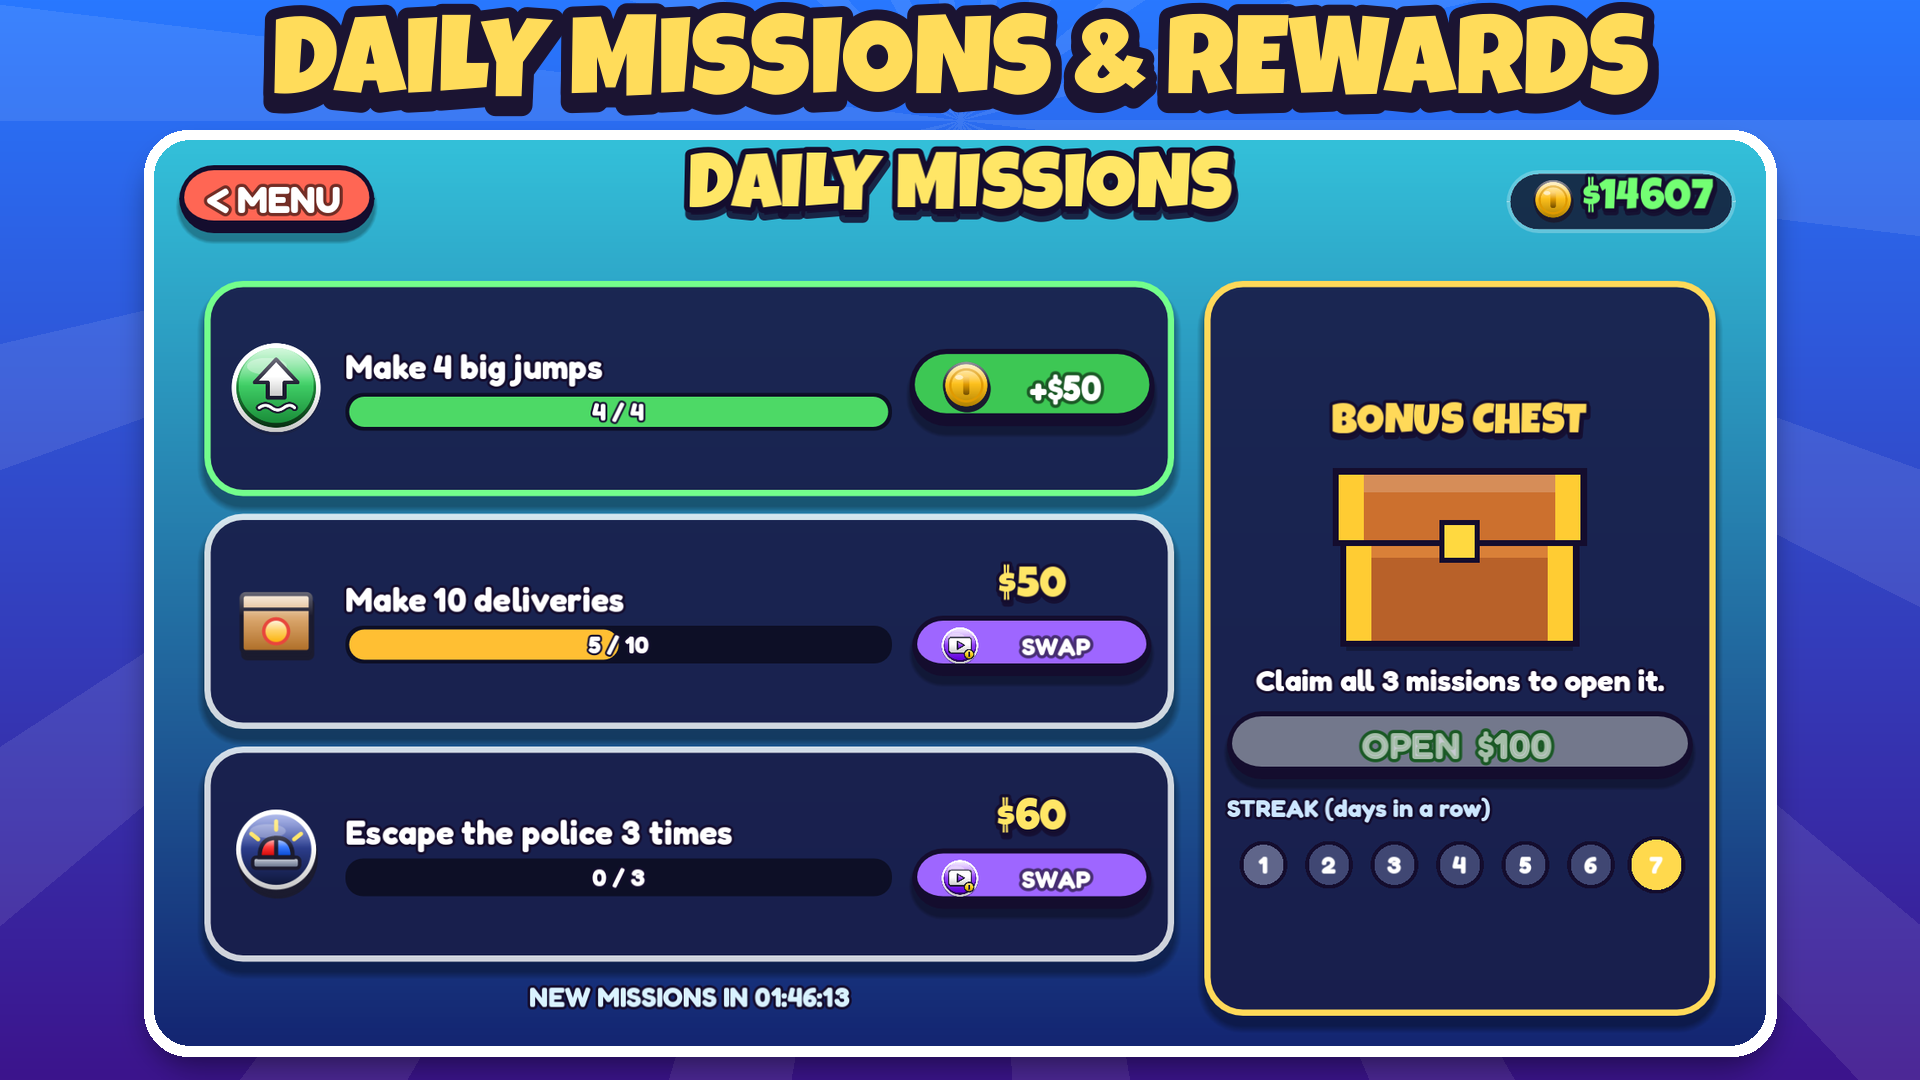 DAILY MISSIONS & REWARDS
< MENU
DAILY MISSIONS
$14607
Make 4 big jumps
4 / 4
+$50
Make 10 deliveries
5 / 10
$50
SWAP
Escape the police 3 times
0 / 3
$60
SWAP
NEW MISSIONS IN 01:46:13
BONUS CHEST
Claim all 3 missions to open it.
OPEN $100
STREAK (days in a row)
1 2 3 4 5 6 7